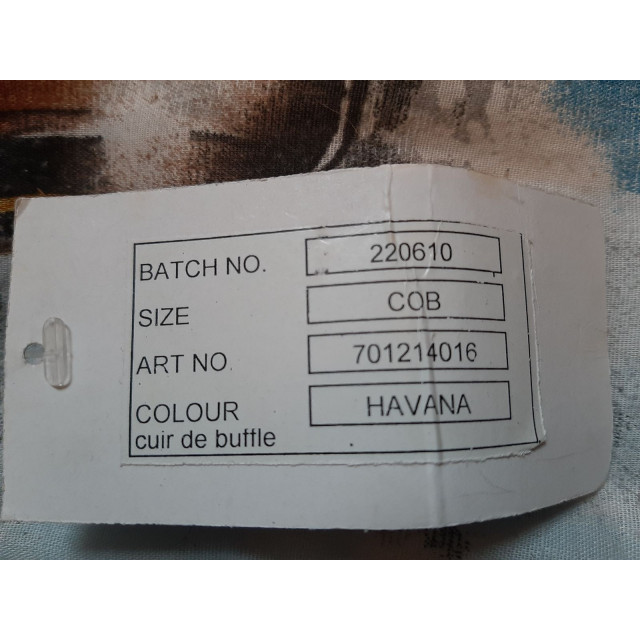 BATCH NO. 220610
SIZE COB
ART NO. 701214016
COLOUR HAVANA
cuir de buffle